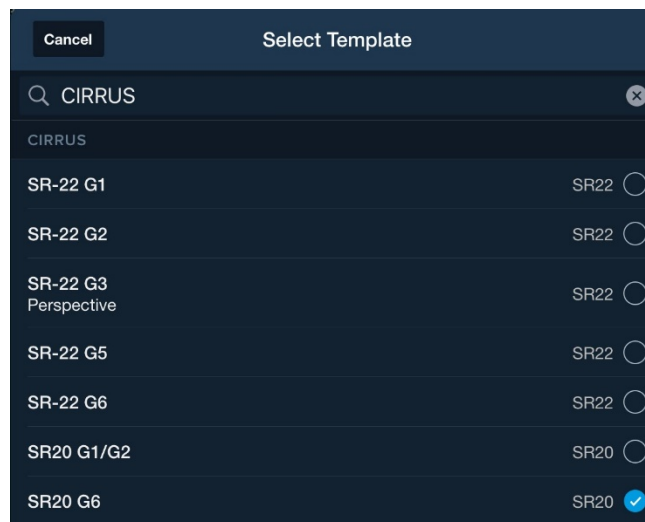 Cancel
Select Template
CIRRUS
CIRRUS
SR-22 G1
SR22
SR-22 G2
SR22
SR-22 G3
Perspective
SR22
SR-22 G5
SR22
SR-22 G6
SR22
SR20 G1/G2
SR20
SR20 G6
SR20